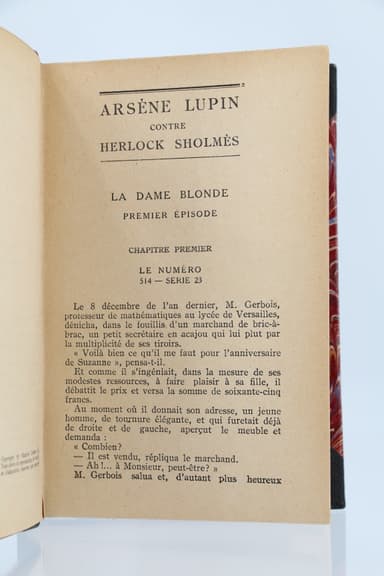 ARSÈNE LUPIN
CONTRE
HERLOCK SHOLMÈS
LA DAME BLONDE
PREMIER ÉPISODE
CHAPITRE PREMIER
LE NUMÉRO
514 — SERIE 23
Le 8 décembre de l'an dernier, M. Gerbois,
professeur de mathématiques au lycée de Versailles,
dénicha, dans le fouillis d'un marchand de bric-à-
brac, un petit secrétaire en acajou qui lui plut par
la multiplicité de ses tiroirs.
« Voilà bien ce qu'il me faut pour l'anniversaire
de Suzanne », pensa-t-il.
Et comme il s'ingéniait, dans la mesure de ses
modestes ressources, à faire plaisir à sa fille, il
débattit le prix et versa la somme de soixante-cinq
francs.
Au moment où il donnait son adresse, un jeune
homme, de tournure élégante, et qui furetait déjà
de droite et de gauche, aperçut le meuble et
demanda :
« Combien?
— Il est vendu, répliqua le marchand.
— Ah!... à Monsieur, peut-être? »
M. Gerbois salua et, d'autant plus heureux